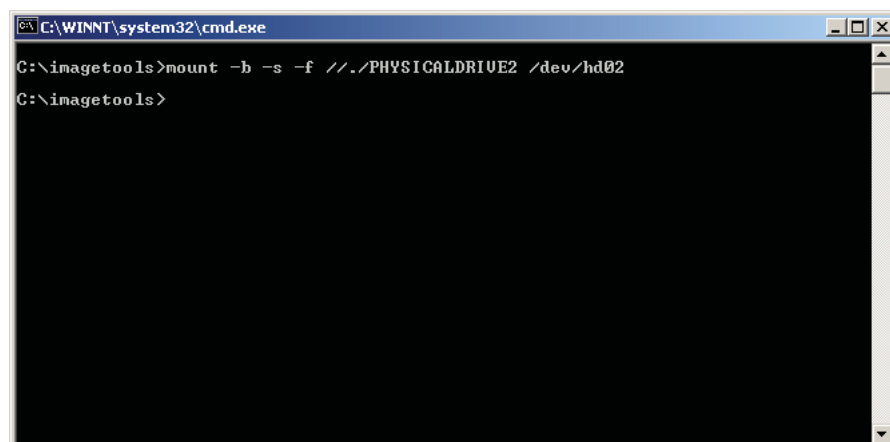 C:\WINNT\system32\cmd.exe
C:\imagetools>mount -b -s -f //./PHYSICALDRIVE2 /dev/hd02
C:\imagetools>